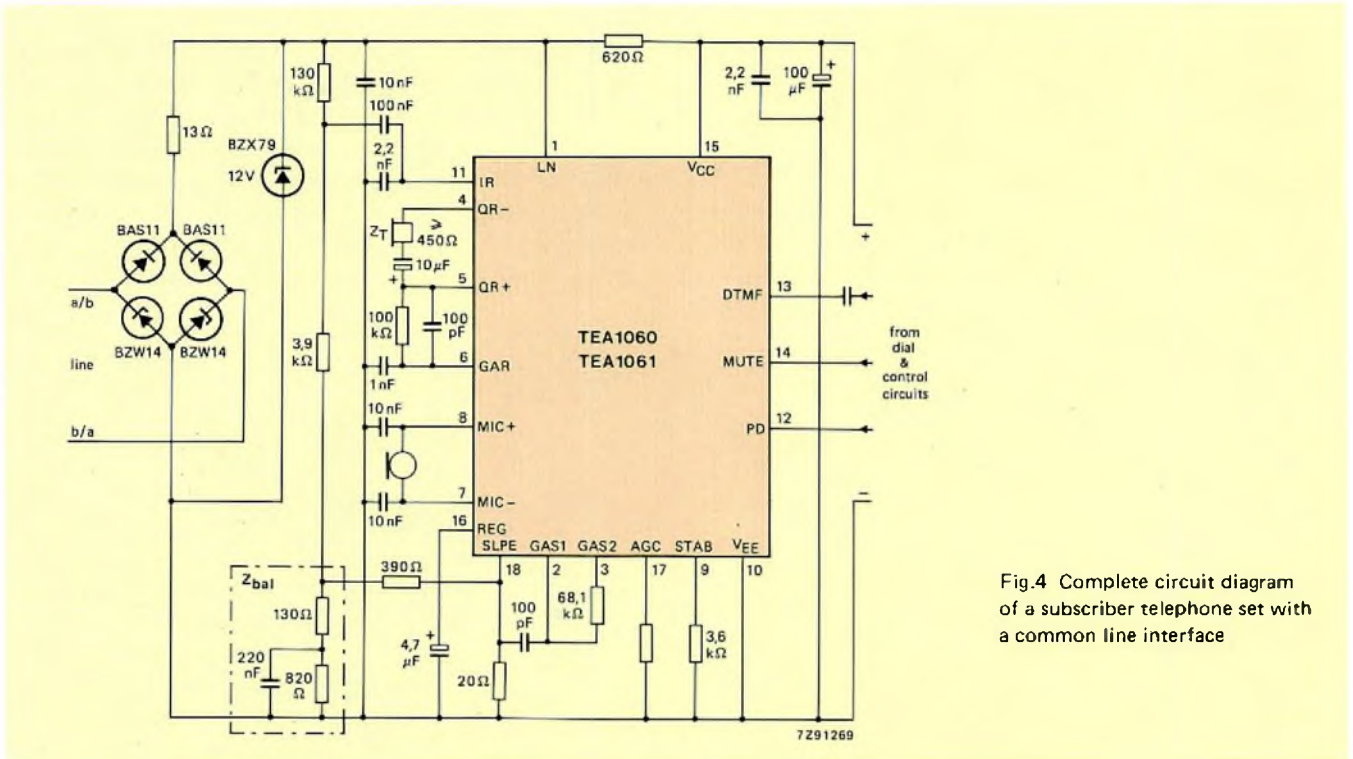 620Ω
130
kΩ
10 nF
100 nF
2,2
nF
13Ω
BZX79
12V
BAS11
BAS11
a/b
line
b/a
BZW14
BZW14
3,9
kΩ
1
LN
15
VCC
2,2
nF
100
μF
+
11
IR
4
QR−
ZT
≥
450Ω
10 μF
+
5
QR+
100
kΩ
100
pF
6
GAR
1 nF
10 nF
8
MIC+
7
MIC−
10 nF
16
REG
TEA1060
TEA1061
DTMF
13
MUTE
14
PD
12
+
from
dial
&
control
circuits
−
SLPE
GAS1
GAS2
AGC
STAB
VEE
18
2
3
17
9
10
390Ω
Zbal
130Ω
220
nF
820
Ω
4,7
μF
+
20Ω
100
pF
68,1
kΩ
3,6
kΩ
7Z91269
Fig.4 Complete circuit diagram
of a subscriber telephone set with
a common line interface